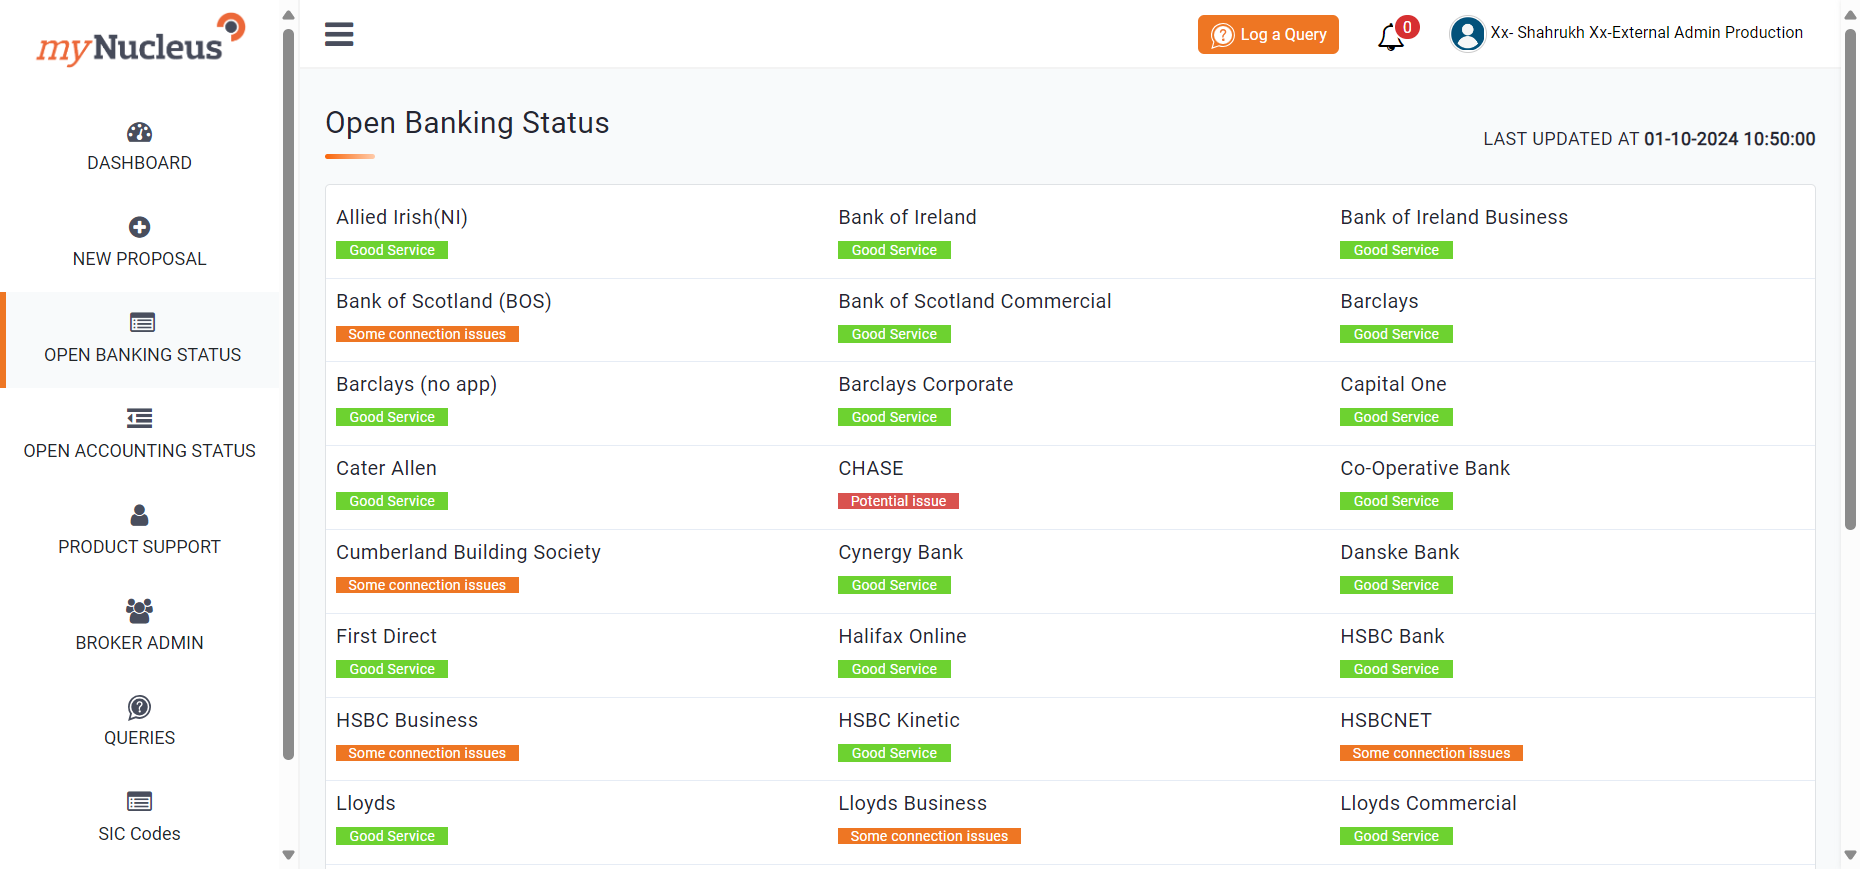 myNucleus
Log a Query
0
Xx- Shahrukh Xx-External Admin Production
DASHBOARD
NEW PROPOSAL
OPEN BANKING STATUS
OPEN ACCOUNTING STATUS
PRODUCT SUPPORT
BROKER ADMIN
QUERIES
SIC Codes
Open Banking Status
LAST UPDATED AT 01-10-2024 10:50:00
Allied Irish(NI)
Good Service
Bank of Ireland
Good Service
Bank of Ireland Business
Good Service
Bank of Scotland (BOS)
Some connection issues
Bank of Scotland Commercial
Good Service
Barclays
Good Service
Barclays (no app)
Good Service
Barclays Corporate
Good Service
Capital One
Good Service
Cater Allen
Good Service
CHASE
Potential issue
Co-Operative Bank
Good Service
Cumberland Building Society
Some connection issues
Cynergy Bank
Good Service
Danske Bank
Good Service
First Direct
Good Service
Halifax Online
Good Service
HSBC Bank
Good Service
HSBC Business
Some connection issues
HSBC Kinetic
Good Service
HSBCNET
Some connection issues
Lloyds
Good Service
Lloyds Business
Some connection issues
Lloyds Commercial
Good Service